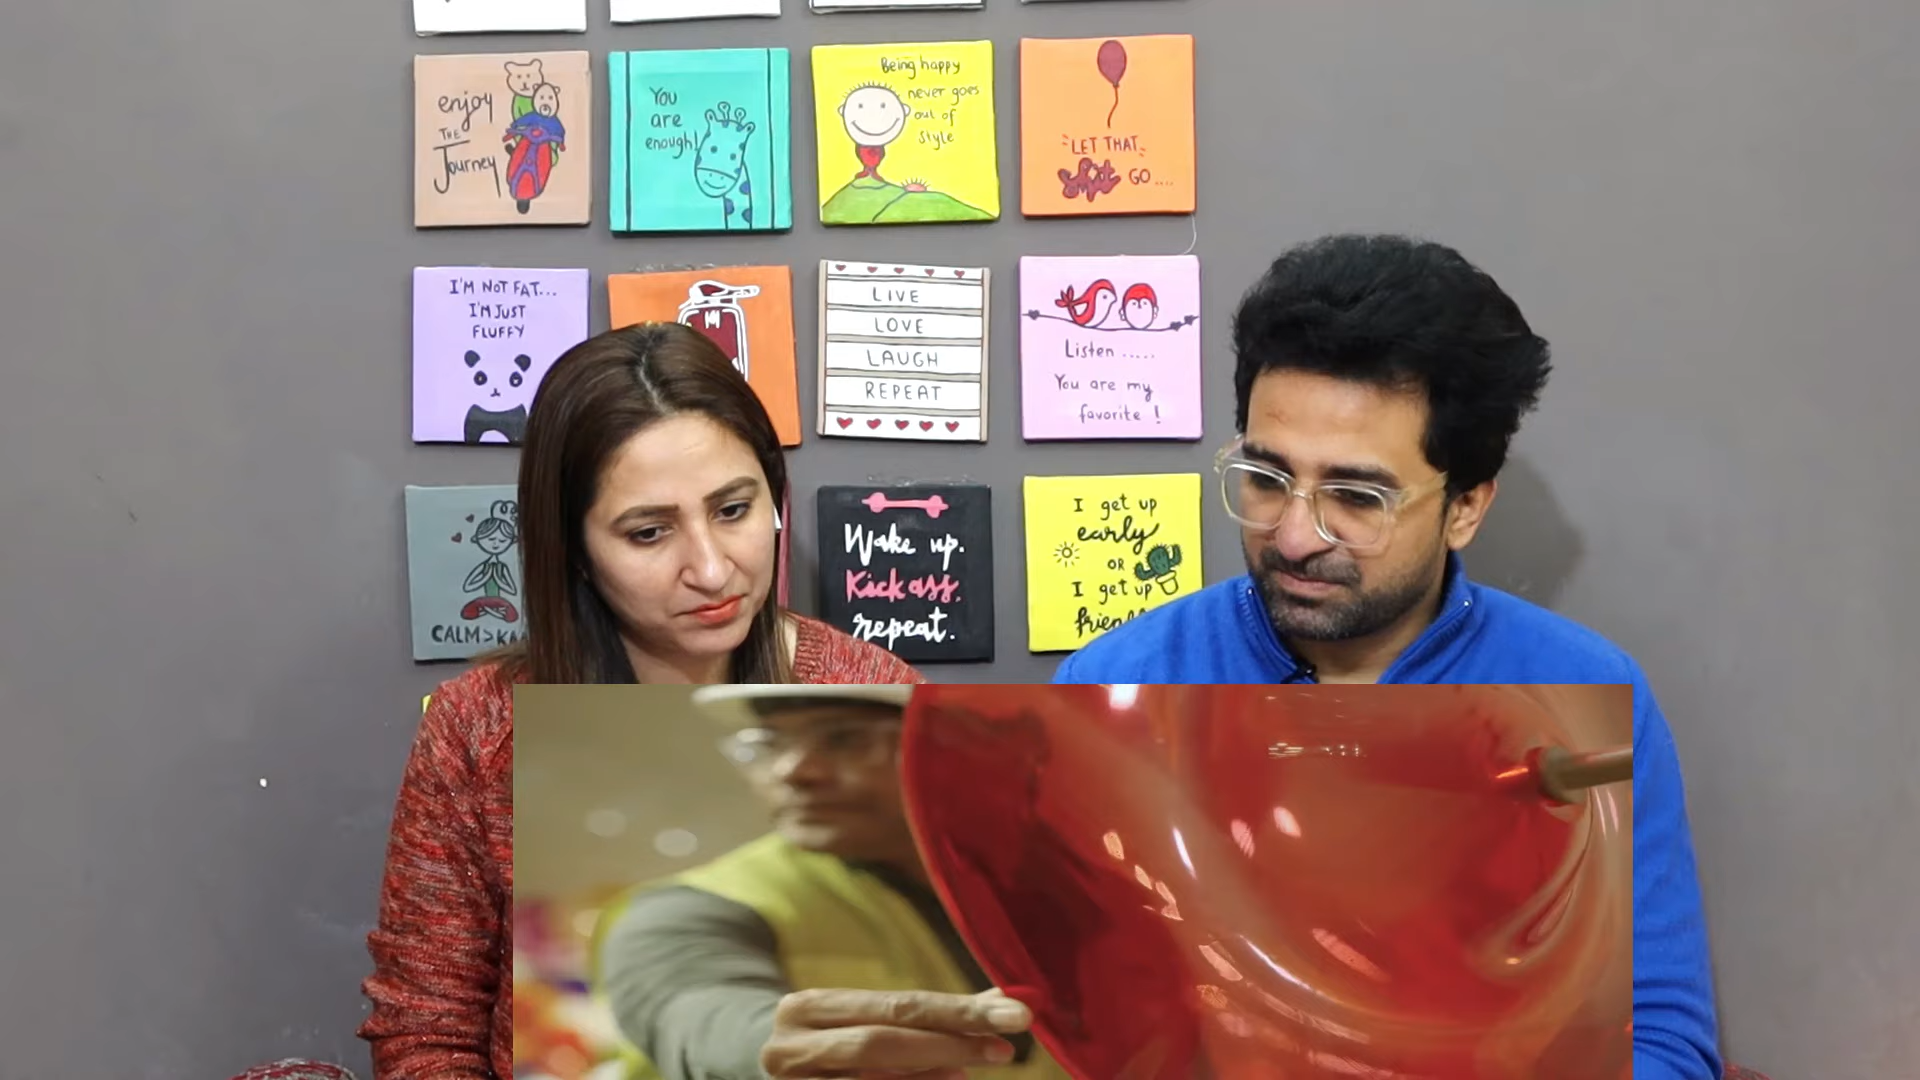 enjoy
THE
Journey
You
are
enough!
Being happy
never goes
out of
style
LET THAT
Shit GO ....
I'M NOT FAT...
I'M JUST
FLUFFY
LIVE
LOVE
LAUGH
REPEAT
Listen .....
You are my
favorite !
CALM>KA
Wake up.
Kick ass.
repeat.
I get up
early
OR
I get up